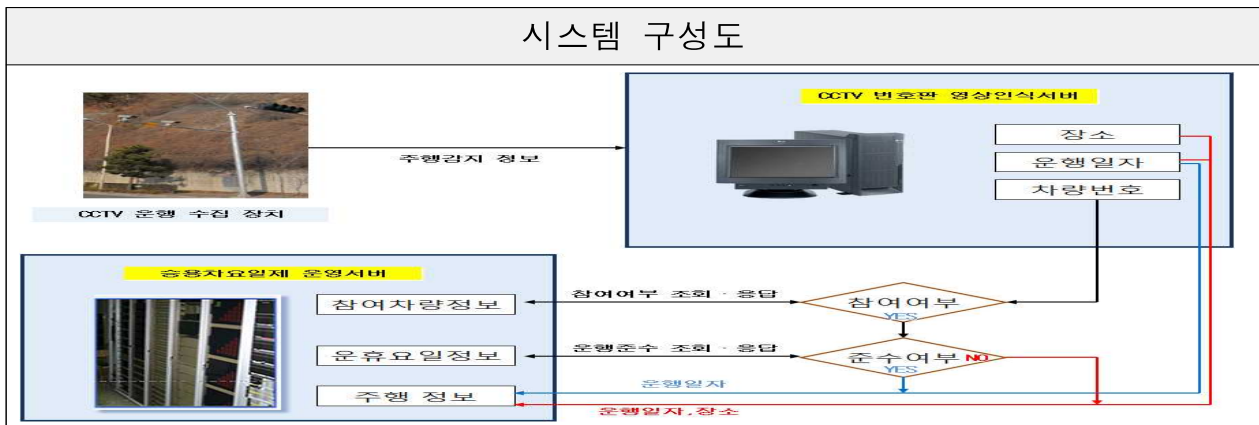 시스템 구성도
CCTV 번호판 영상인식서버
장소
운행일자
차량번호
주행감지 정보
CCTV 운행 수집 장치
승용차요일제 운영서버
참여차량정보
운휴요일정보
주행 정보
참여여부 조회·응답
참여여부
YES
운행준수 조회·응답
준수여부 NO
YES
운행일자
운행일자,장소